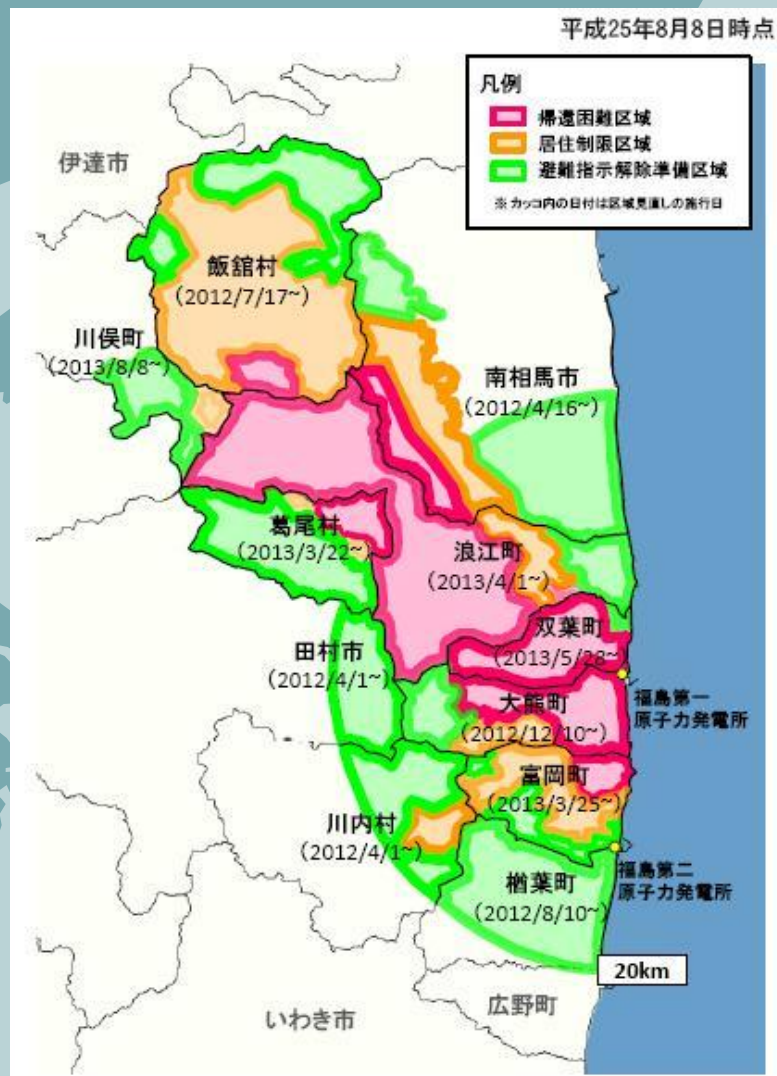 平成25年8月8日時点
凡例
帰還困難区域
居住制限区域
避難指示解除準備区域
※ カッコ内の日付は区域見直しの施行日
伊達市
飯舘村
(2012/7/17~)
川俣町
(2013/8/8~)
南相馬市
(2012/4/16~)
葛尾村
(2013/3/22~)
浪江町
(2013/4/1~)
双葉町
(2013/5/28~)
田村市
(2012/4/1~)
大熊町
(2012/12/10~)
福島第一
原子力発電所
富岡町
(2013/3/25~)
川内村
(2012/4/1~)
福島第二
原子力発電所
楢葉町
(2012/8/10~)
20km
広野町
いわき市